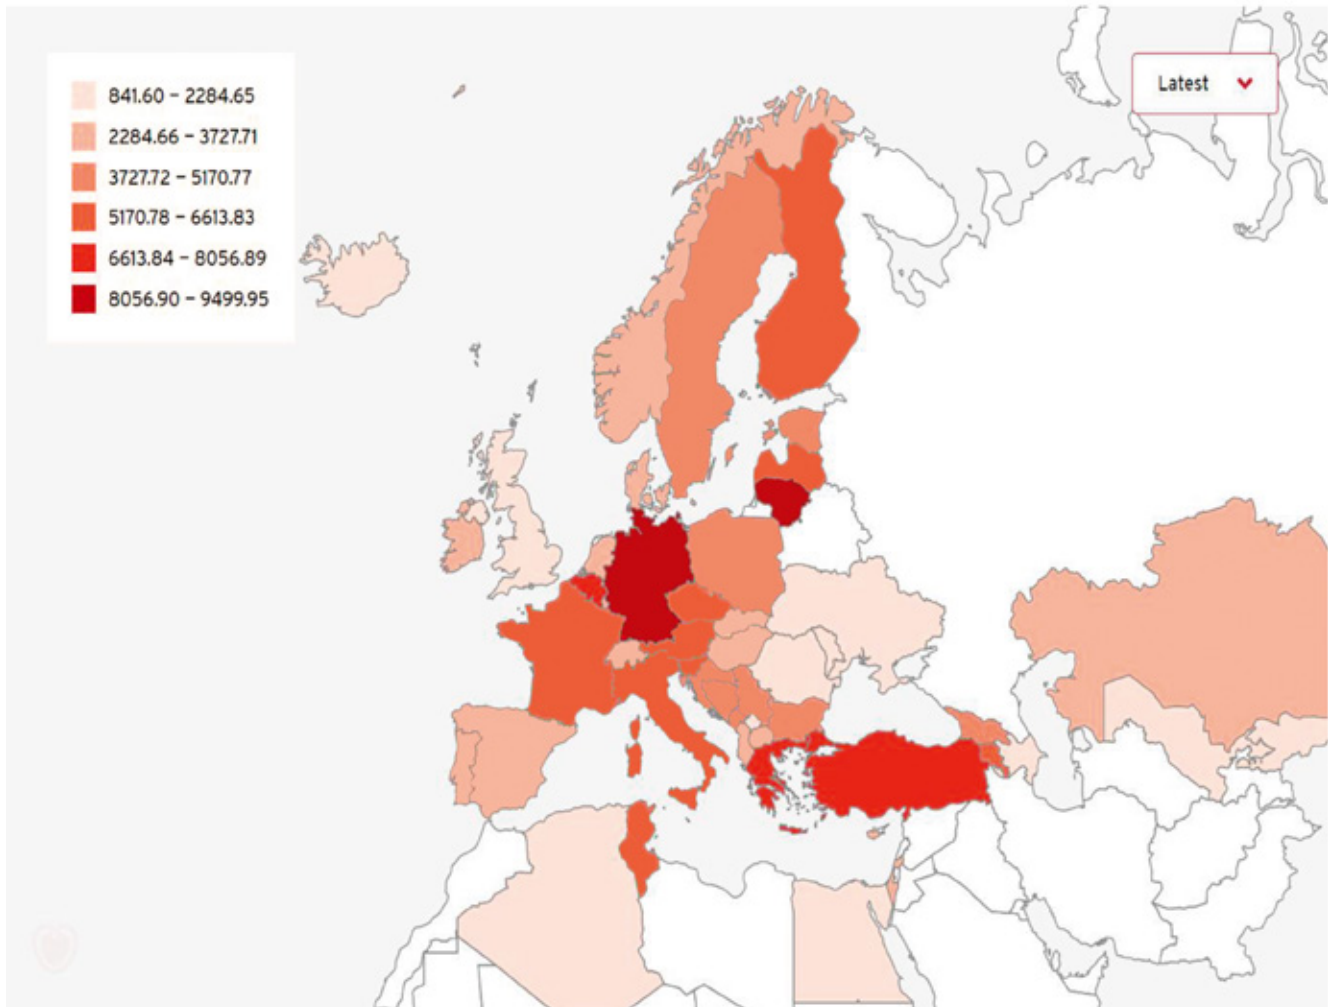 841.60 – 2284.65
2284.66 – 3727.71
3727.72 – 5170.77
5170.78 – 6613.83
6613.84 – 8056.89
8056.90 – 9499.95
Latest